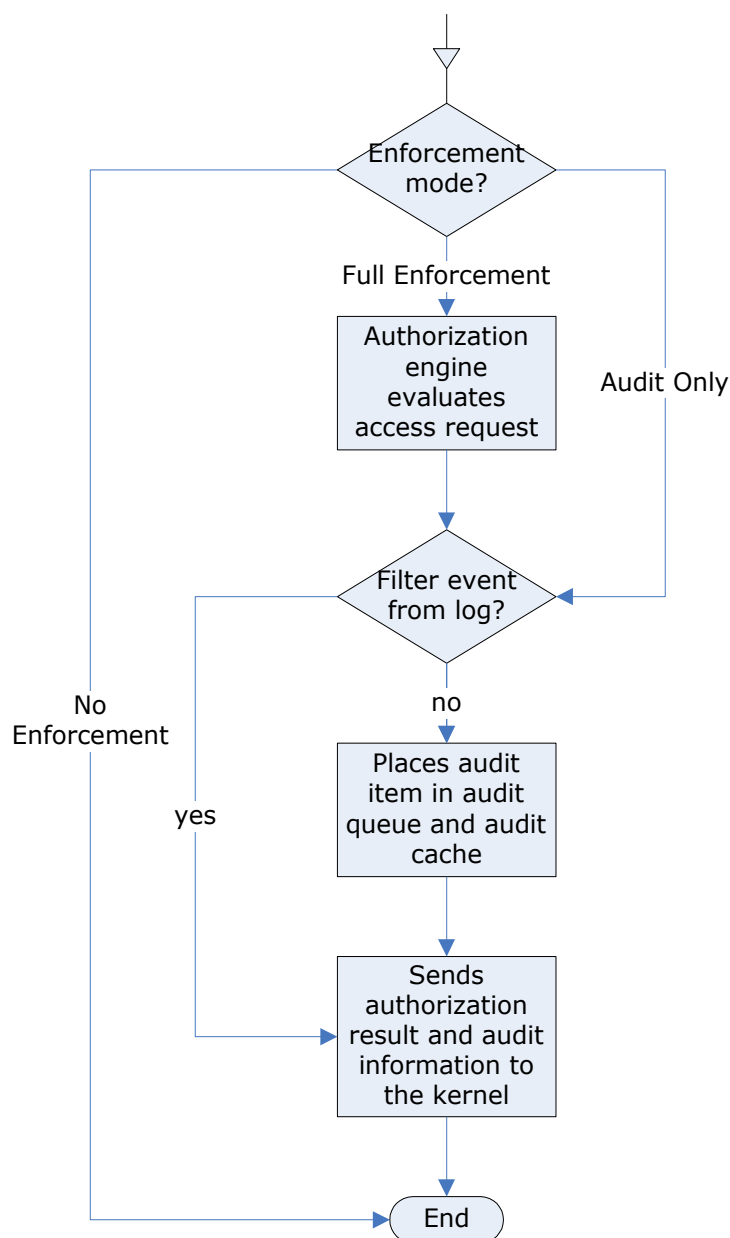 Enforcement
mode?
Full Enforcement
Authorization
engine
evaluates
access request
Audit Only
Filter event
from log?
no
No
Enforcement
Places audit
item in audit
queue and audit
cache
yes
Sends
authorization
result and audit
information to
the kernel
End